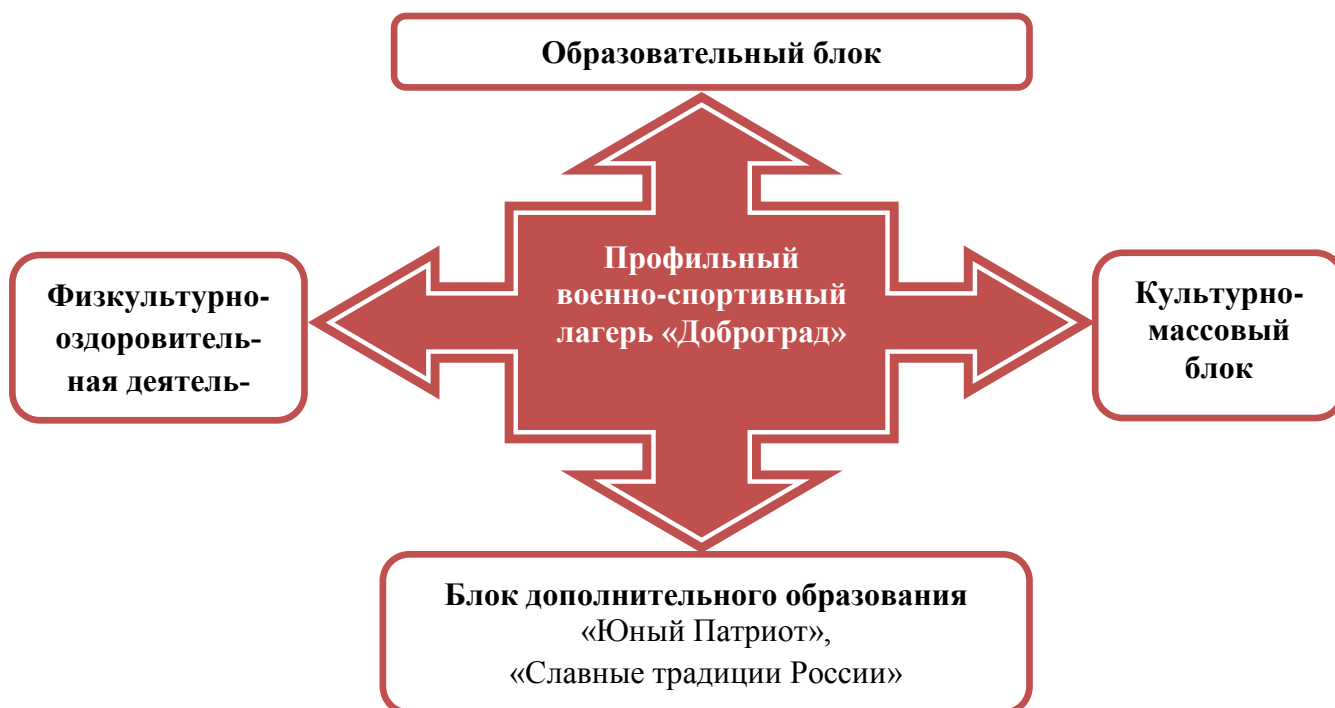 Образовательный блок
Профильный
военно-спортивный
лагерь «Доброград»
Физкультурно-
оздоровитель-
ная деятель-
Культурно-
массовый
блок
Блок дополнительного образования
«Юный Патриот»,
«Славные традиции России»